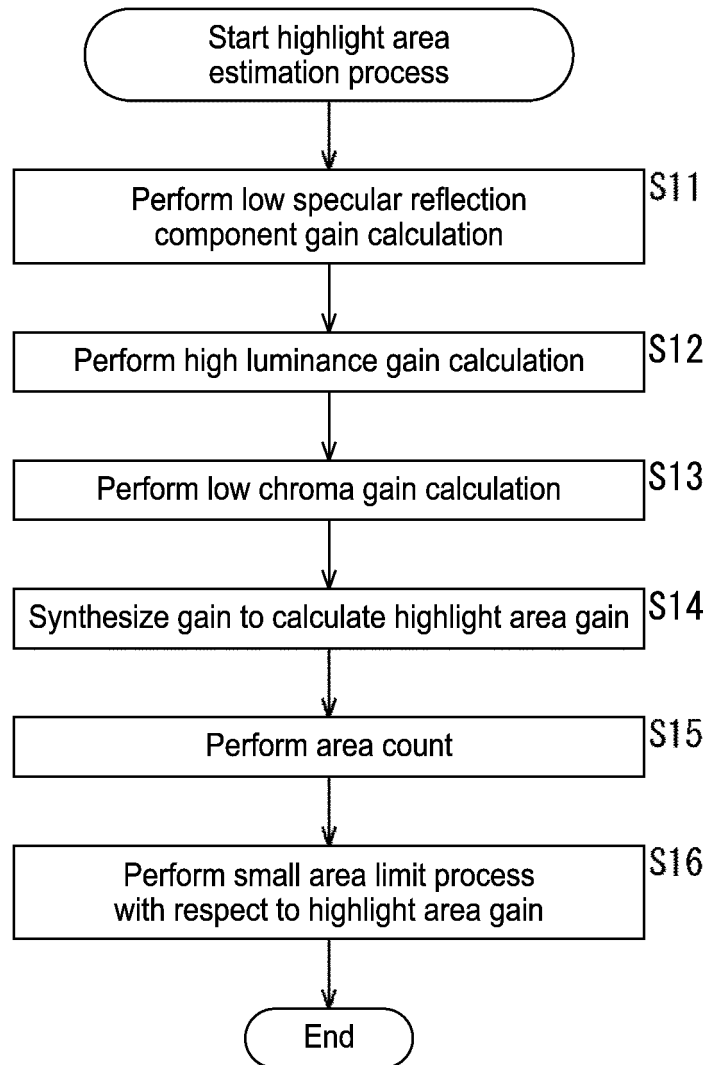 Start highlight area
estimation process
S11
Perform low specular reflection
component gain calculation
S12
Perform high luminance gain calculation
S13
Perform low chroma gain calculation
S14
Synthesize gain to calculate highlight area gain
S15
Perform area count
S16
Perform small area limit process
with respect to highlight area gain
End